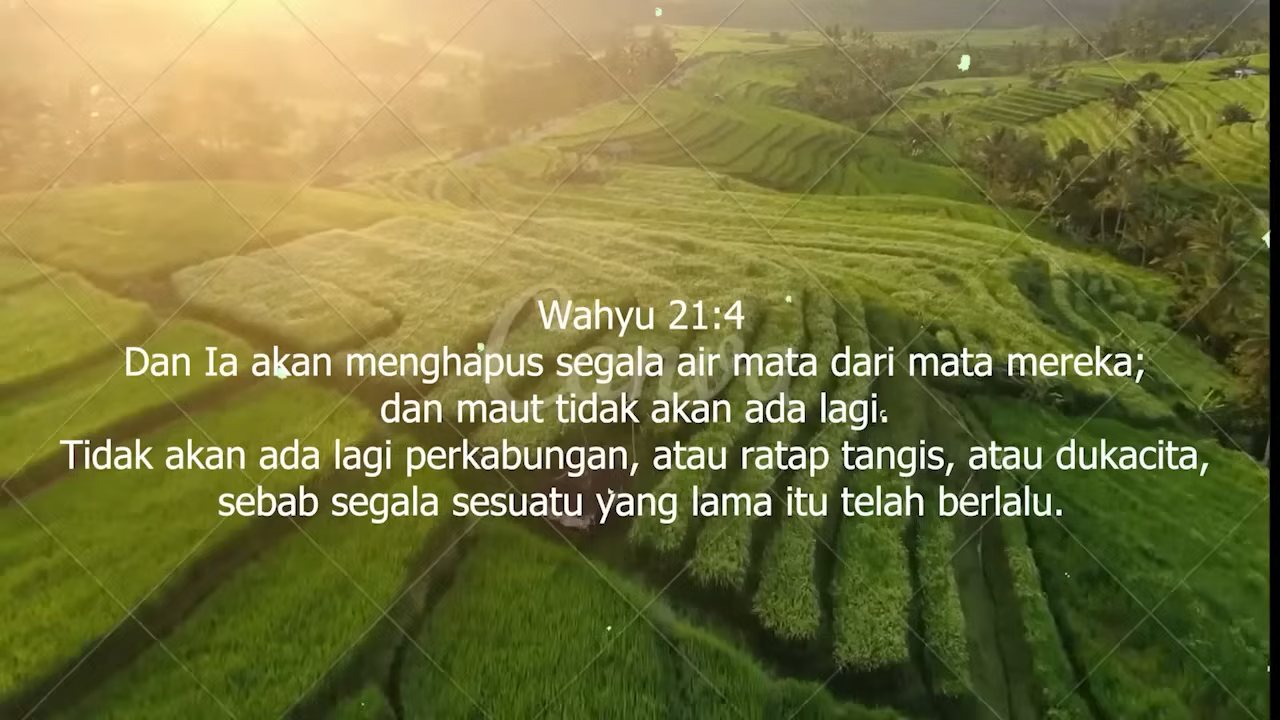 Wahyu 21:4
Dan Ia akan menghapus segala air mata dari mata mereka;
dan maut tidak akan ada lagi.
Tidak akan ada lagi perkabungan, atau ratap tangis, atau dukacita,
sebab segala sesuatu yang lama itu telah berlalu.
Canva